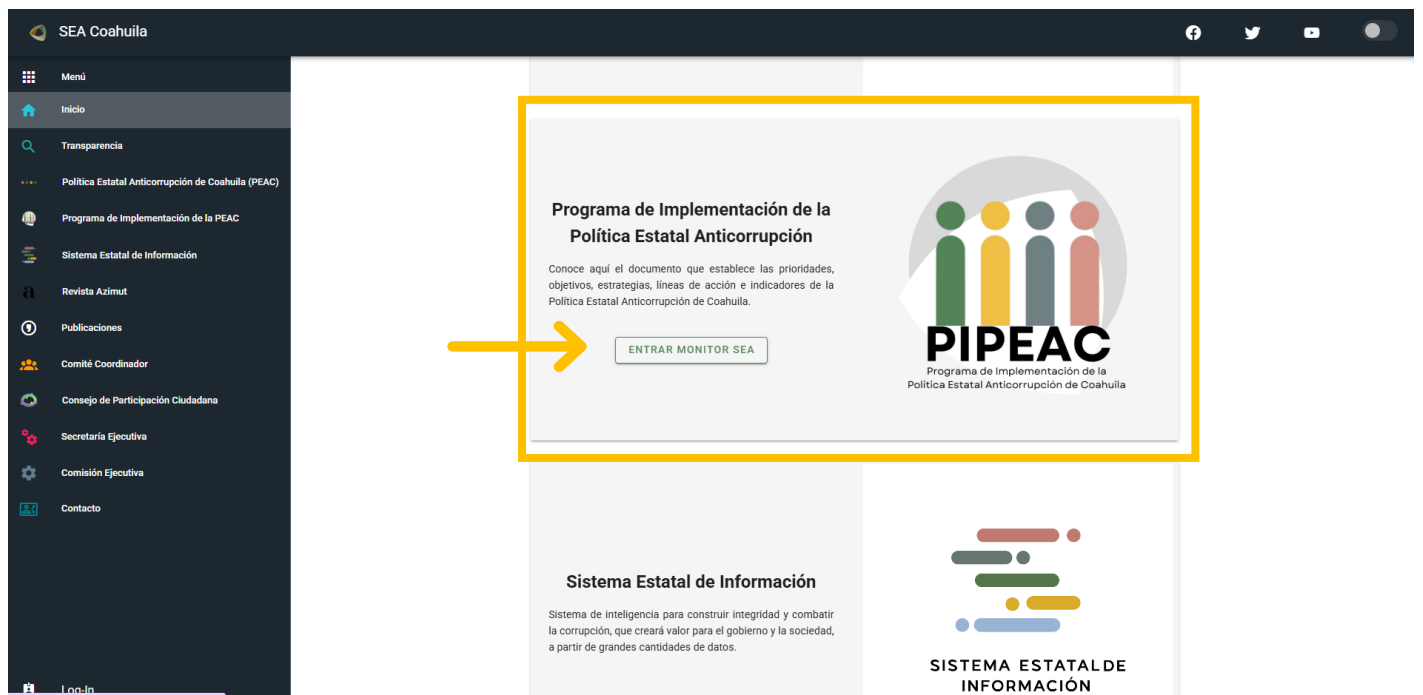 SEA Coahuila
Menú
Inicio
Transparencia
Política Estatal Anticorrupción de Coahuila (PEAC)
Programa de Implementación de la PEAC
Sistema Estatal de Información
a Revista Azimut
Publicaciones
Comité Coordinador
Consejo de Participación Ciudadana
Secretaría Ejecutiva
Comisión Ejecutiva
Contacto
Log-In
Programa de Implementación de la
Política Estatal Anticorrupción
Conoce aquí el documento que establece las prioridades,
objetivos, estrategias, líneas de acción e indicadores de la
Política Estatal Anticorrupción de Coahuila.
ENTRAR MONITOR SEA
PIPEAC
Programa de Implementación de la
Política Estatal Anticorrupción de Coahuila
Sistema Estatal de Información
Sistema de inteligencia para construir integridad y combatir
la corrupción, que creará valor para el gobierno y la sociedad,
a partir de grandes cantidades de datos.
SISTEMA ESTATAL DE
INFORMACIÓN